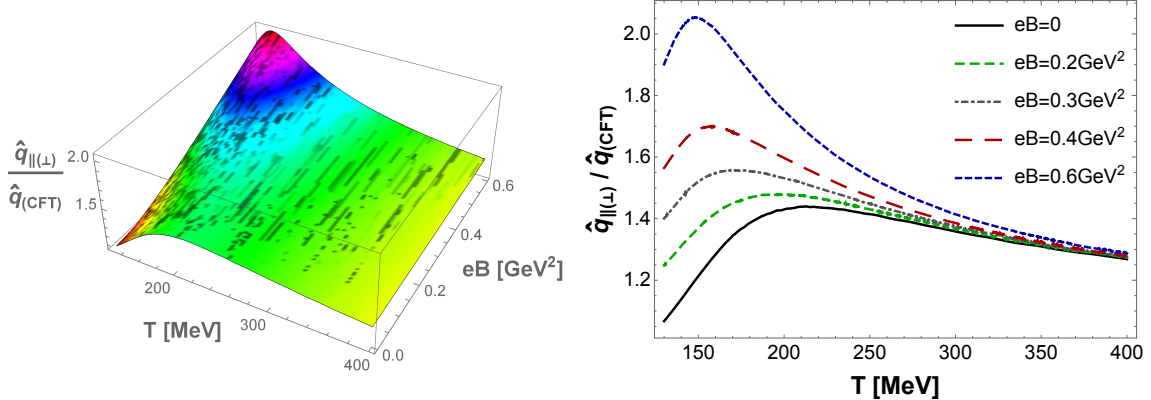 q̂∥(⊥)
q̂(CFT)
2.0
1.5
200
300
400
T [MeV]
0.0
0.2
0.4
0.6
eB [GeV²]
q̂∥(⊥) / q̂(CFT)
2.0
1.8
1.6
1.4
1.2
150
200
250
300
350
400
T [MeV]
eB=0
eB=0.2GeV²
eB=0.3GeV²
eB=0.4GeV²
eB=0.6GeV²